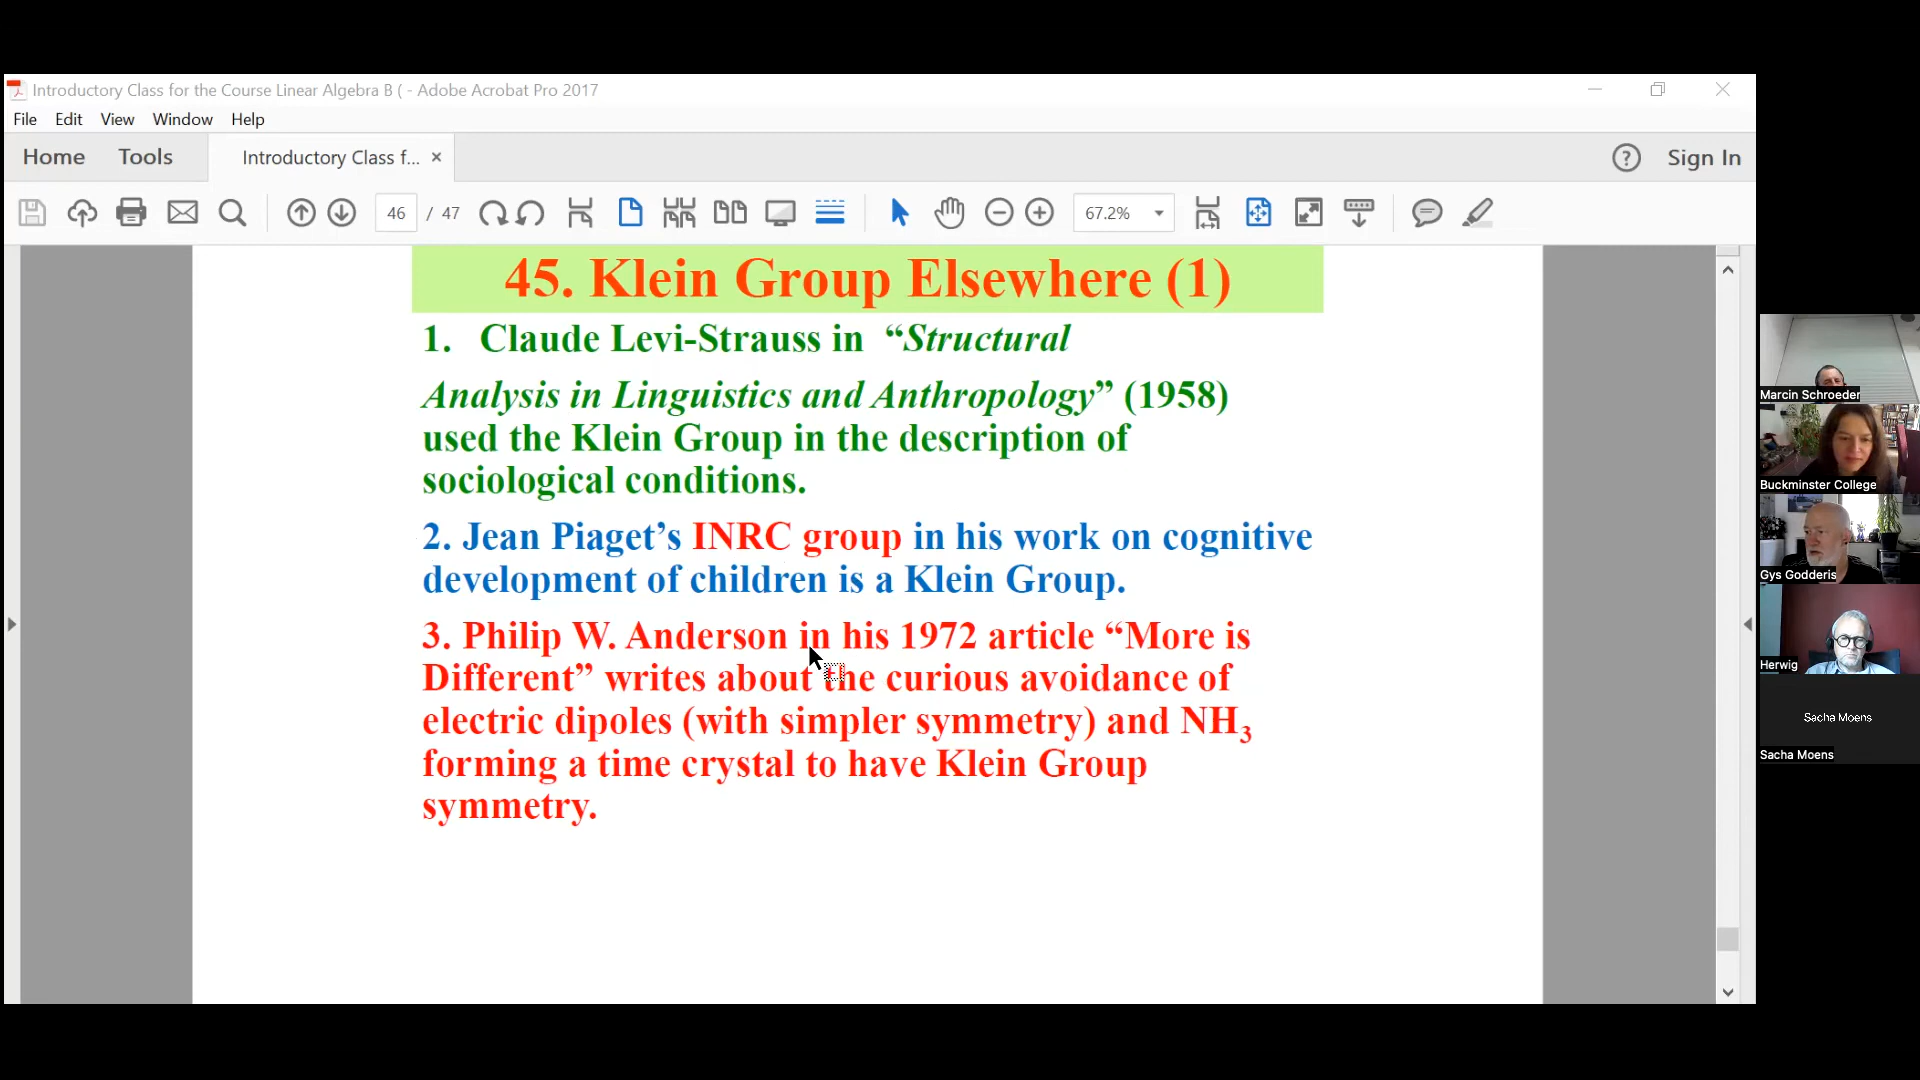 Introductory Class for the Course Linear Algebra B ( - Adobe Acrobat Pro 2017
File Edit View Window Help
Home Tools Introductory Class f... × Sign In
46 / 47 67.2%
45. Klein Group Elsewhere (1)
1. Claude Levi-Strauss in “Structural
Analysis in Linguistics and Anthropology” (1958)
used the Klein Group in the description of
sociological conditions.
2. Jean Piaget’s INRC group in his work on cognitive
development of children is a Klein Group.
3. Philip W. Anderson in his 1972 article “More is
Different” writes about the curious avoidance of
electric dipoles (with simpler symmetry) and NH₃
forming a time crystal to have Klein Group
symmetry.
Marcin Schroeder
Buckminster College
Gys Godderis
Herwig
Sacha Moens
Sacha Moens